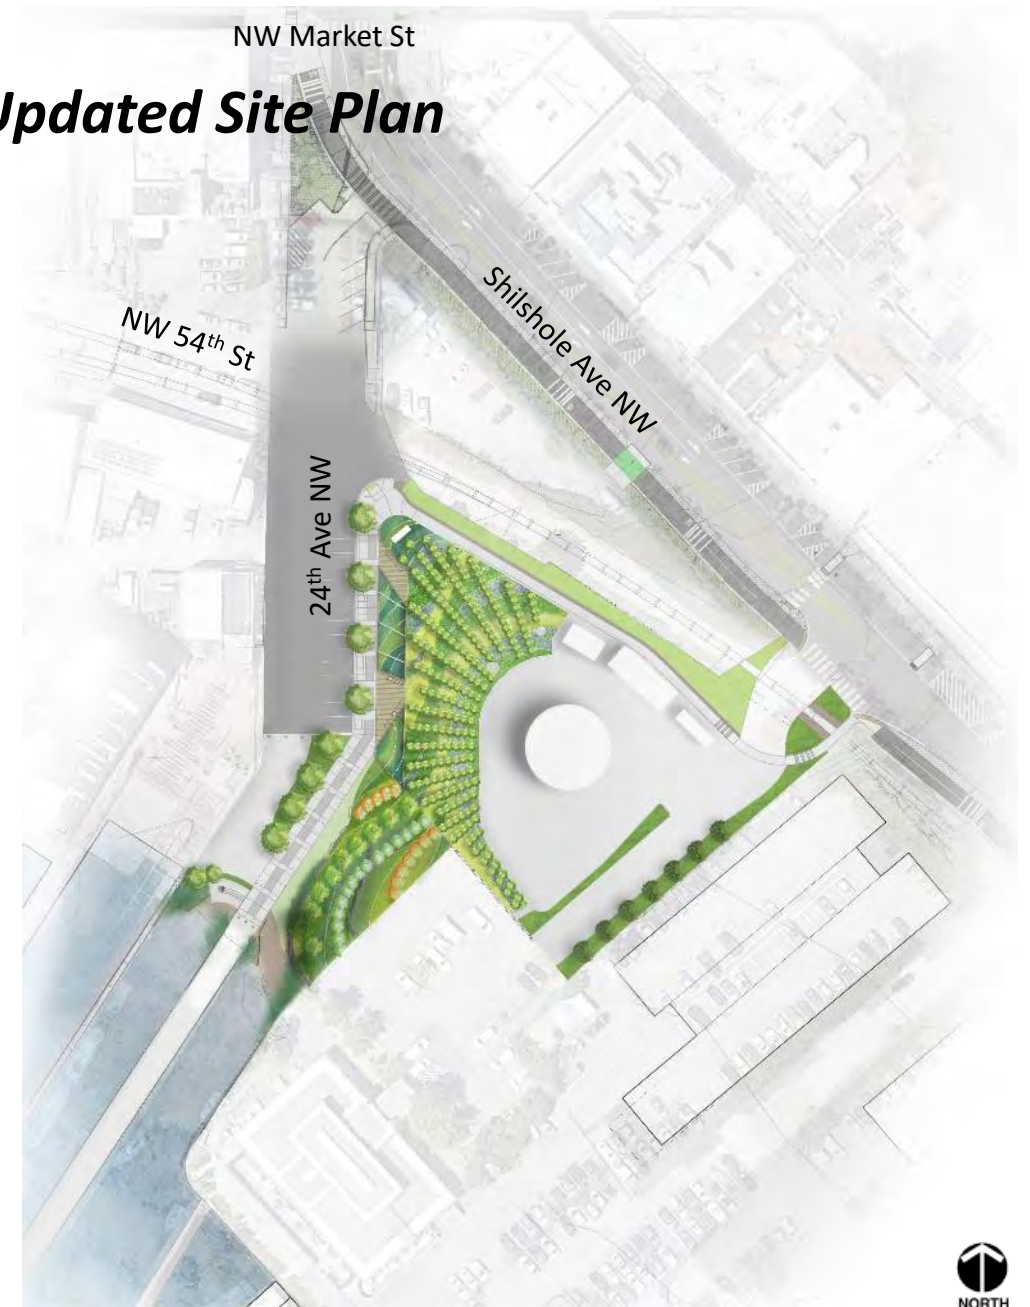 NW Market St
Updated Site Plan
Shilshole Ave NW
NW 54th St
24th Ave NW
NORTH